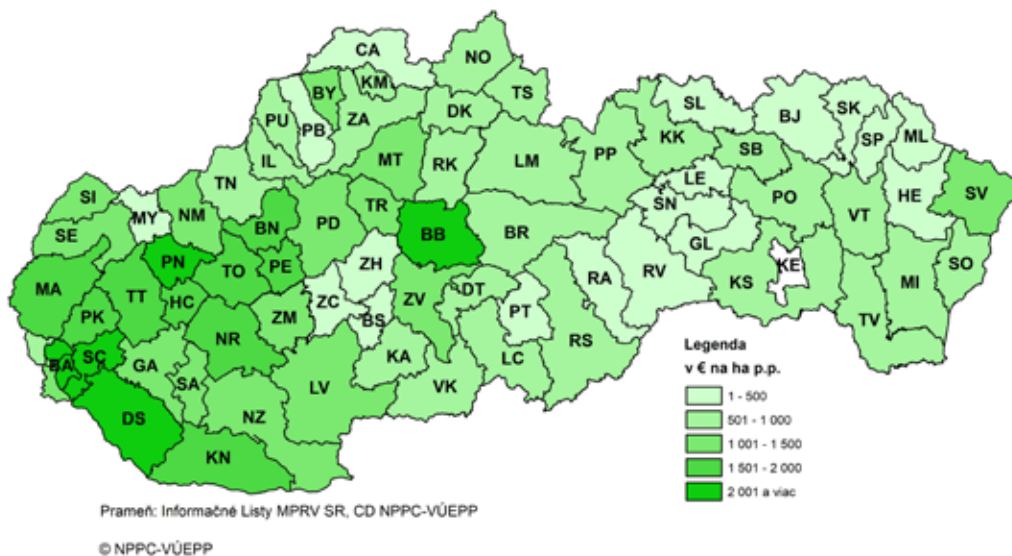 CA
NO
KM
BY
TS
PU
PB
ZA
DK
SL
BJ
SK
SP
ML
KK
IL
MT
RK
LM
PP
SB
TN
LE
PO
HE
SV
SI
MY
NM
TR
SN
VT
SE
BN
PD
BB
BR
GL
PN
TO
PE
ZH
RA
RV
KE
SO
MA
TT
HC
ZC
ZV
DT
KS
MI
PK
ZM
BS
PT
NR
TV
BA
SC
GA
SA
LV
KA
LC
RS
VK
DS
NZ
KN
Legenda
v € na ha p.p.
1 - 500
501 - 1 000
1 001 - 1 500
1 501 - 2 000
2 001 a viac
Prameň: Informačné Listy MPRV SR, CD NPPC-VÚEPP
© NPPC-VÚEPP